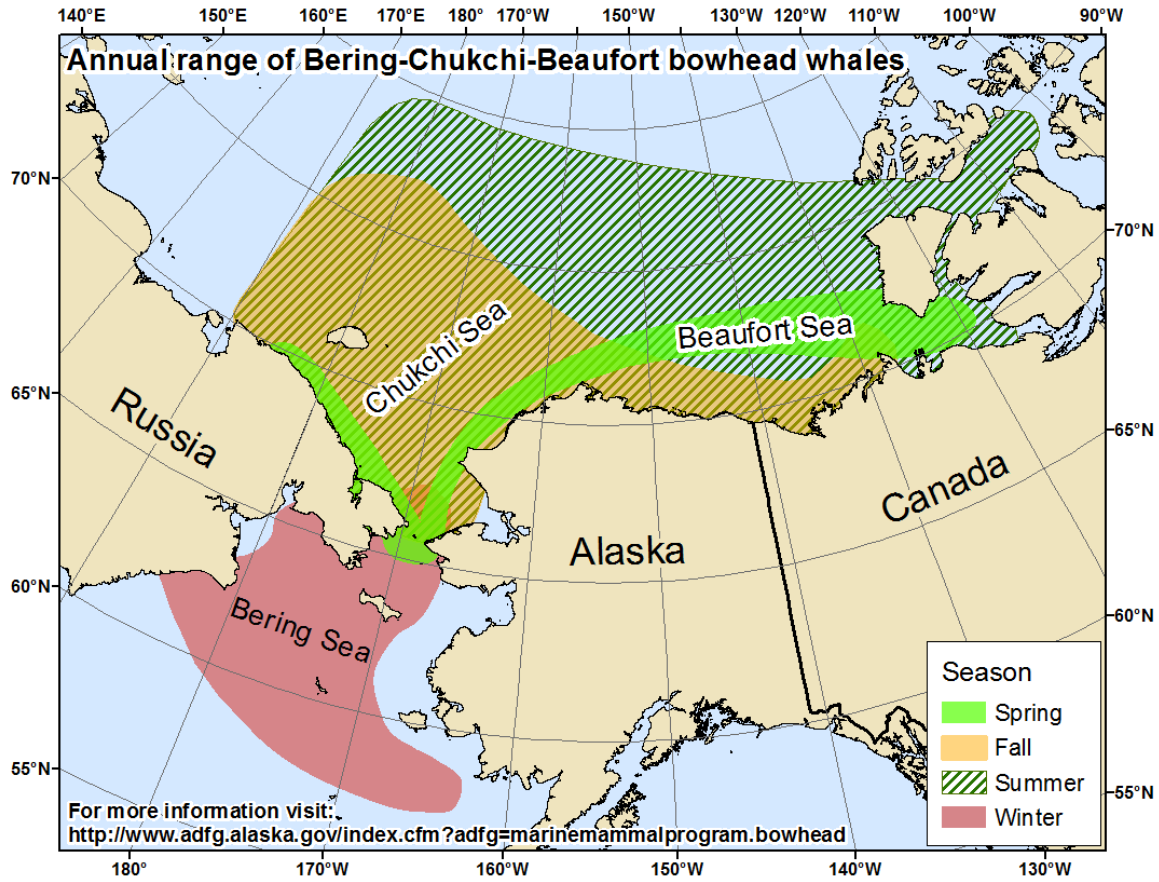 140°E 150°E 160°E 170°E 180° 170°W 150°W 130°W 120°W 110°W 100°W 90°W
Annual range of Bering-Chukchi-Beaufort bowhead whales
70°N
70°N
Chukchi Sea
Beaufort Sea
65°N
65°N
Russia
Canada
Alaska
60°N
60°N
Bering Sea
Season
Spring
Fall
Summer
Winter
55°N
55°N
For more information visit:
http://www.adfg.alaska.gov/index.cfm?adfg=marinemammalprogram.bowhead
180° 170°W 160°W 150°W 140°W 130°W